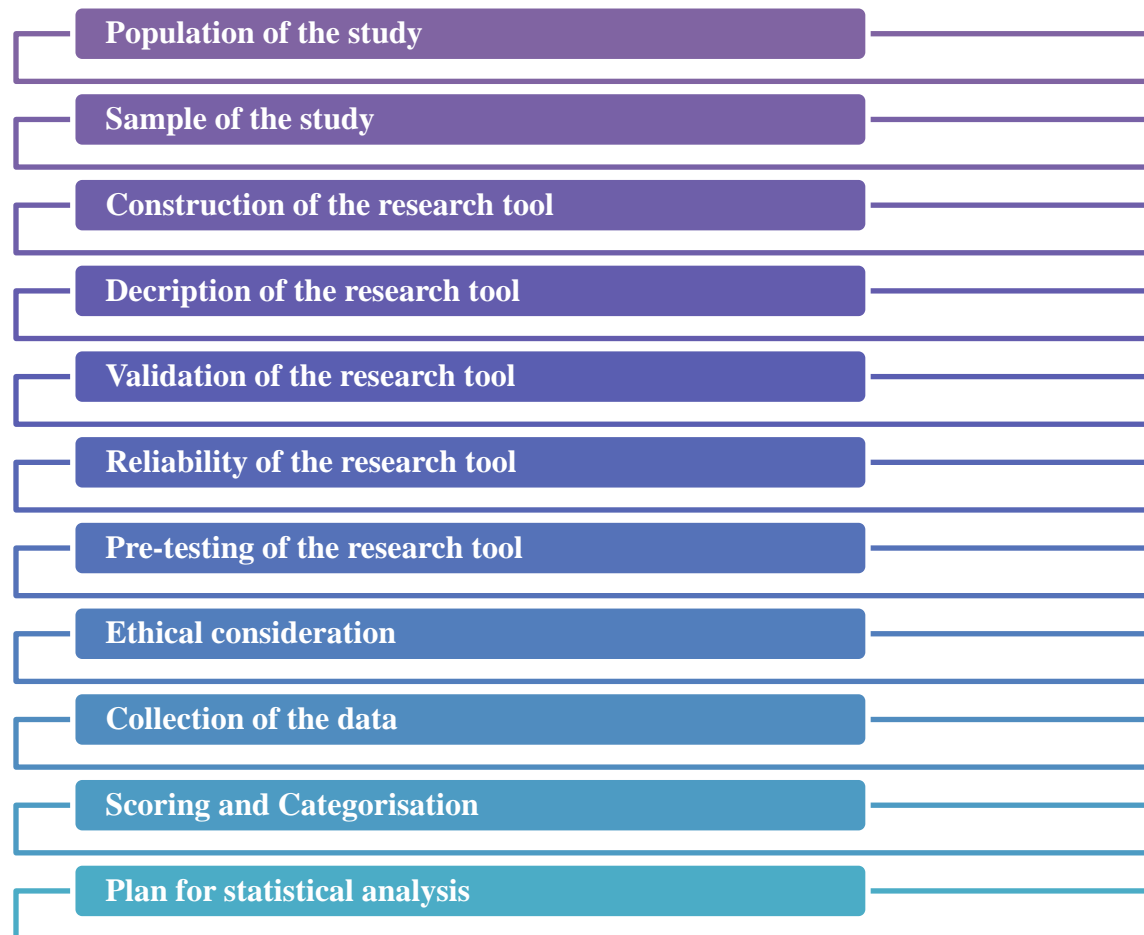 Population of the study
Sample of the study
Construction of the research tool
Decription of the research tool
Validation of the research tool
Reliability of the research tool
Pre-testing of the research tool
Ethical consideration
Collection of the data
Scoring and Categorisation
Plan for statistical analysis